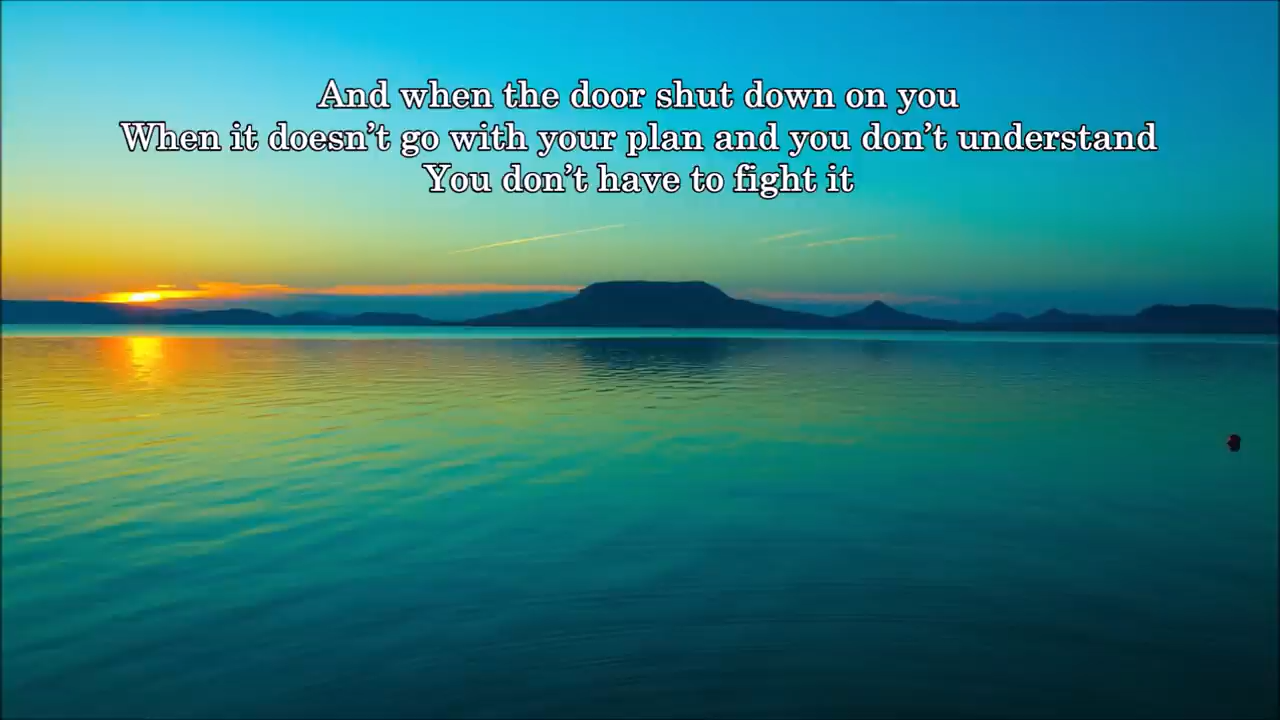 And when the door shut down on you
When it doesn’t go with your plan and you don’t understand
You don’t have to fight it